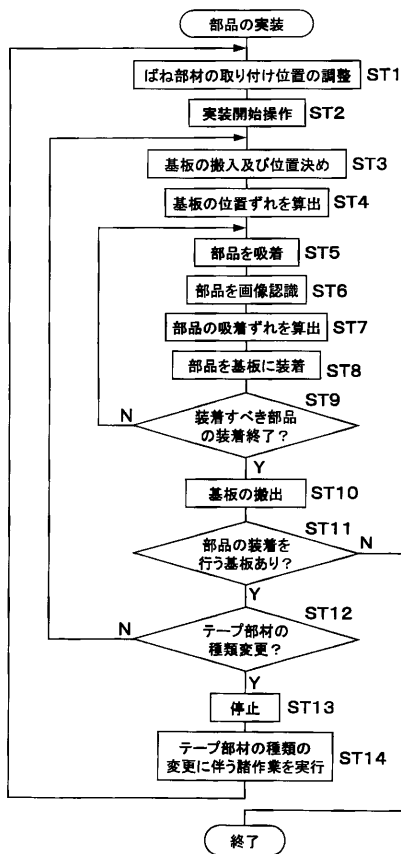 部品の実装
ばね部材の取り付け位置の調整 ST1
実装開始操作 ST2
基板の搬入及び位置決め ST3
基板の位置ずれを算出 ST4
部品を吸着 ST5
部品を画像認識 ST6
部品の吸着ずれを算出 ST7
部品を基板に装着 ST8
ST9
N
装着すべき部品
の装着終了?
Y
基板の搬出 ST10
ST11
N
部品の装着を
行う基板あり?
Y
ST12
N
テープ部材の
種類変更?
Y
停止 ST13
テープ部材の種類の
変更に伴う諸作業を実行 ST14
終了